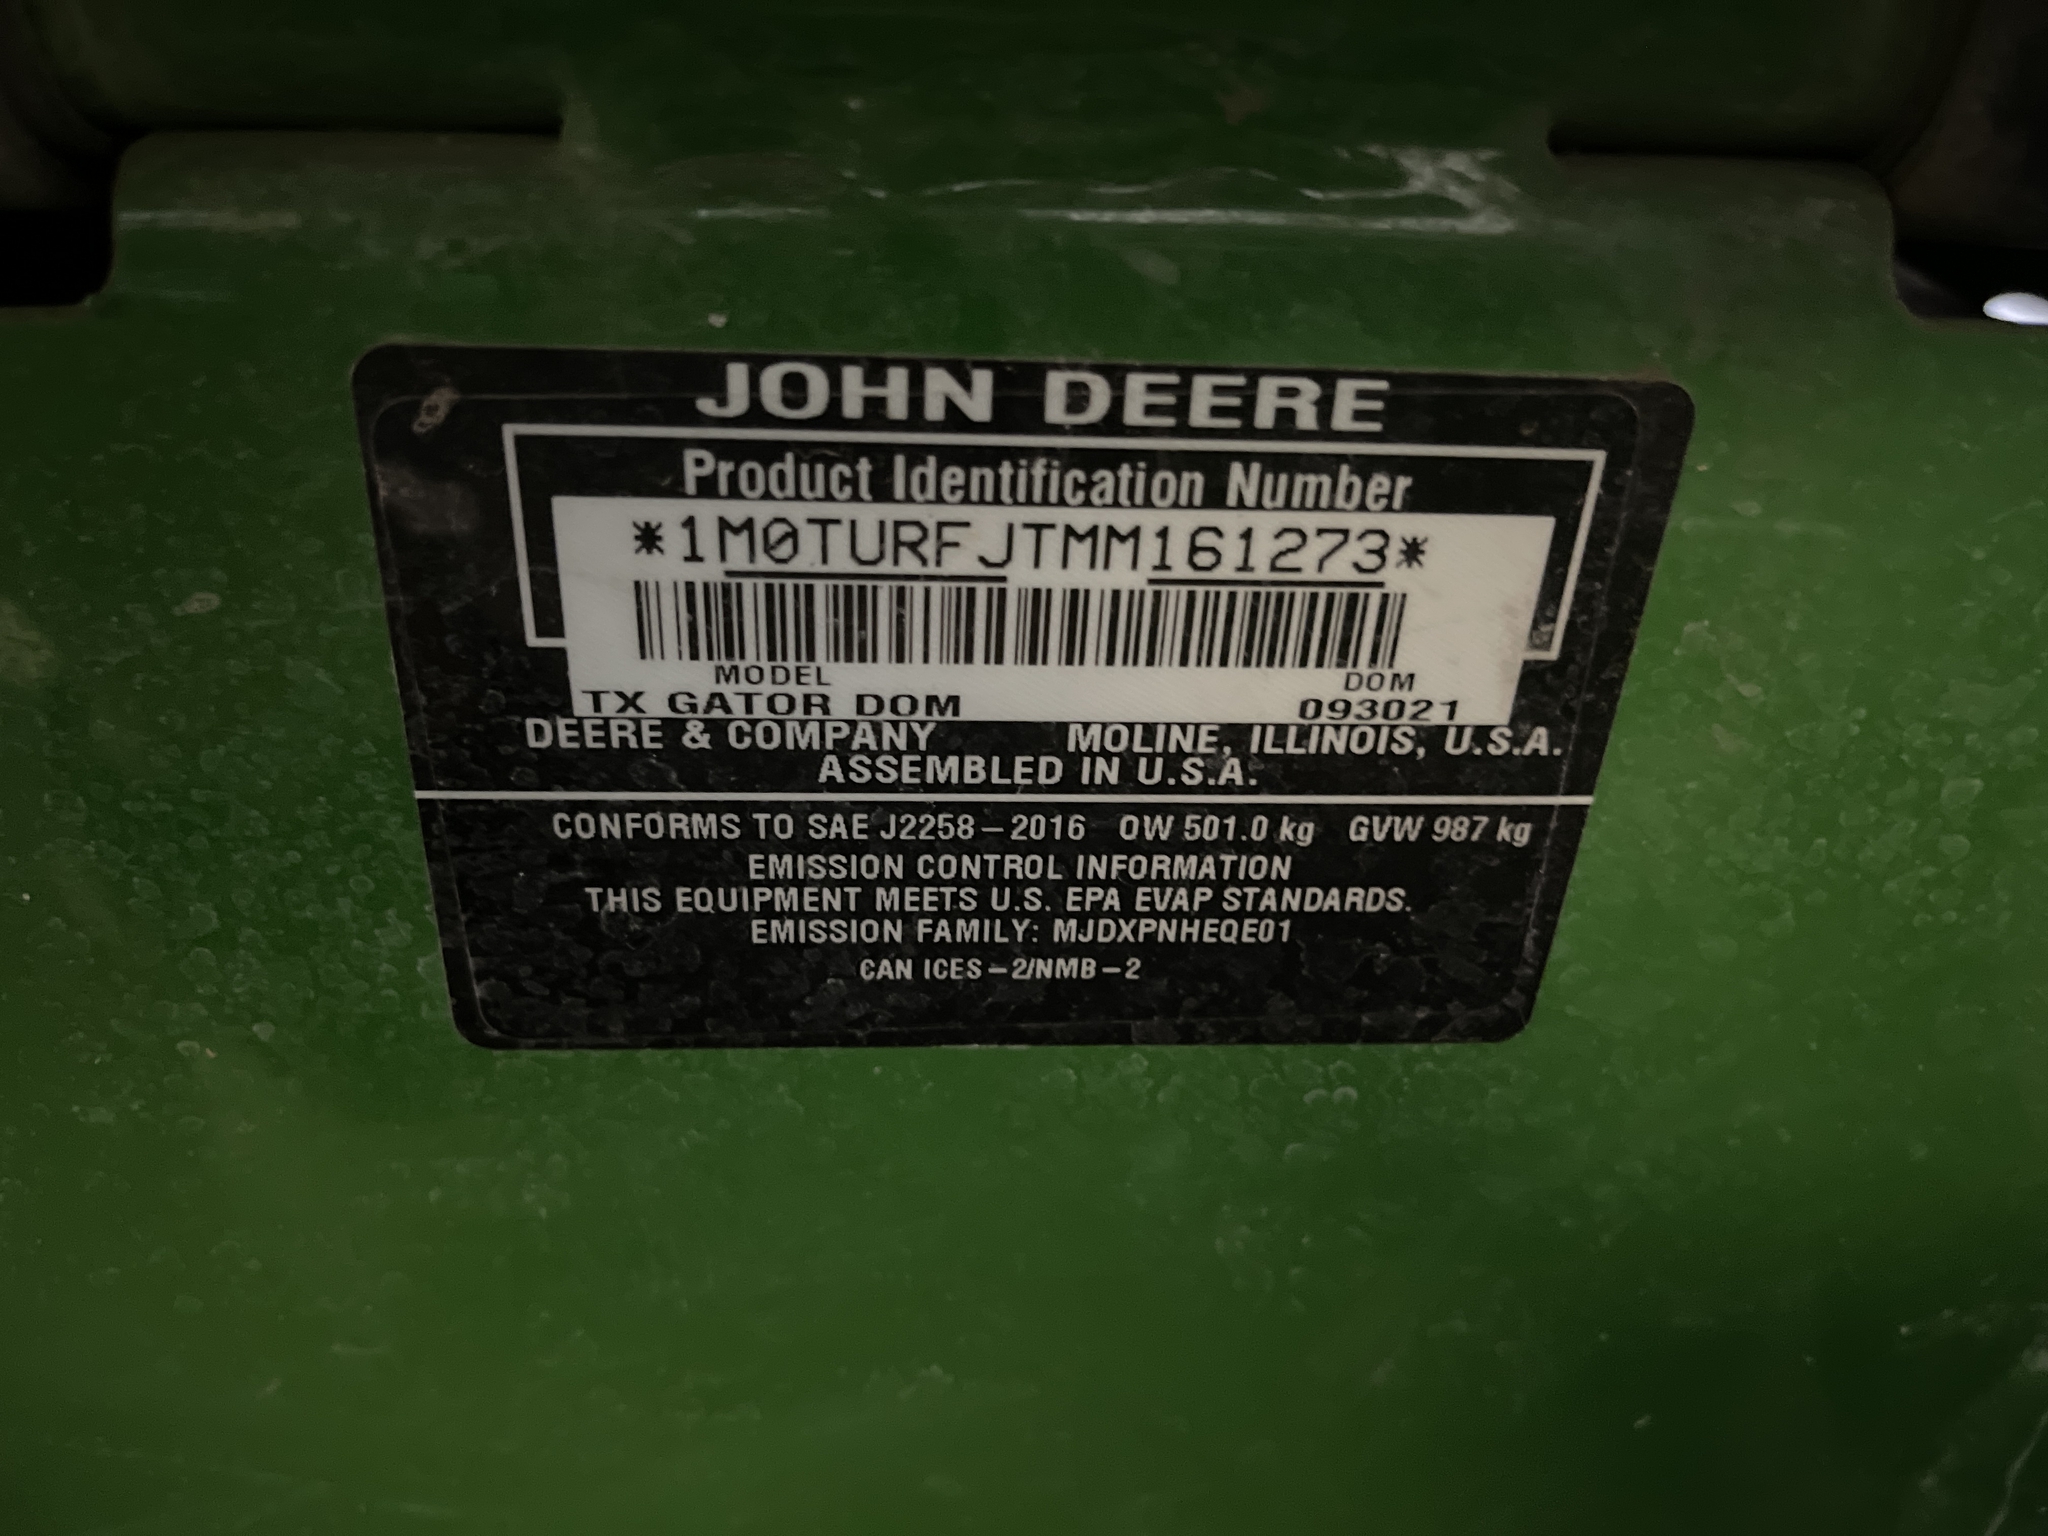 JOHN DEERE
Product Identification Number
*1M0TURFJTMM161273*
MODEL DOM
TX GATOR DOM 093021
DEERE & COMPANY MOLINE, ILLINOIS, U.S.A.
ASSEMBLED IN U.S.A.
CONFORMS TO SAE J2258-2016 OW 501.0 kg GVW 987 kg
EMISSION CONTROL INFORMATION
THIS EQUIPMENT MEETS U.S. EPA EVAP STANDARDS.
EMISSION FAMILY: MJDXPNHEQE01
CAN ICES-2/NMB-2